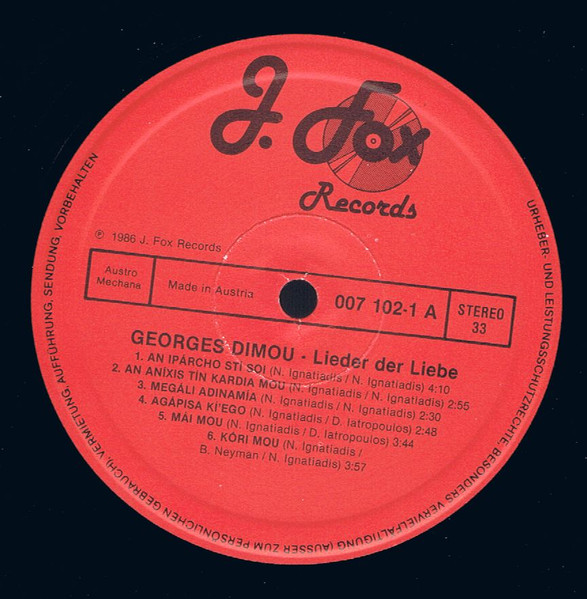 J. Fox
Records
℗ 1986 J. Fox Records
Austro
Mechana
Made in Austria
007 102-1 A
STEREO
33
GEORGES DIMOU · Lieder der Liebe
1. AN IPÁRCHO STÍ SOI (N. Ignatiadis / N. Ignatiadis) 4:10
2. AN ANÍXIS TÍN KARDIA MOU (N. Ignatiadis / N. Ignatiadis) 2:55
3. MEGÁLI ADINAMÍA (N. Ignatiadis / N. Ignatiadis) 2:30
4. AGÁPISA KI'EGO (N. Ignatiadis / D. Iatropoulos) 2:48
5. MÁI MOU (N. Ignatiadis / D. Iatropoulos) 3:44
6. KÓRI MOU (N. Ignatiadis /
B. Neyman / N. Ignatiadis) 3:57
URHEBER- UND LEISTUNGSSCHUTZRECHTE, BESONDERS VERVIELFÄLTIGUNG (AUSSER ZUM PERSÖNLICHEN GEBRAUCH), VERMIETUNG, AUFFÜHRUNG, SENDUNG, VORBEHALTEN